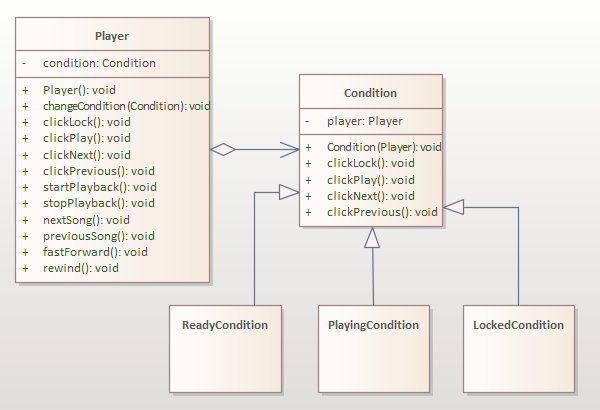 Player
- condition: Condition
+ Player(): void
+ changeCondition(Condition): void
+ clickLock(): void
+ clickPlay(): void
+ clickNext(): void
+ clickPrevious(): void
+ startPlayback(): void
+ stopPlayback(): void
+ nextSong(): void
+ previousSong(): void
+ fastForward(): void
+ rewind(): void
Condition
- player: Player
+ Condition(Player): void
+ clickLock(): void
+ clickPlay(): void
+ clickNext(): void
+ clickPrevious(): void
ReadyCondition
PlayingCondition
LockedCondition